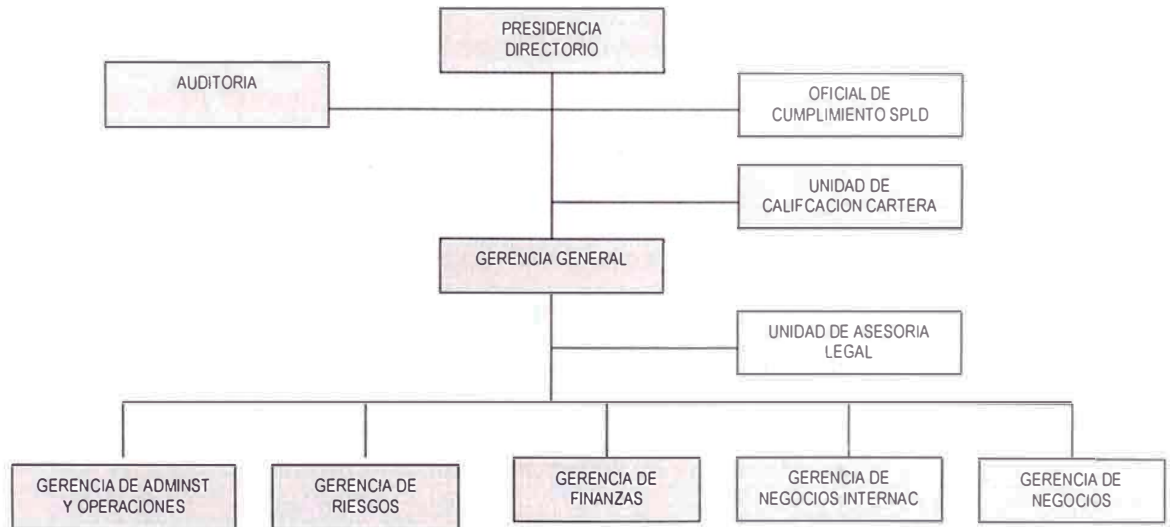 PRESIDENCIA
DIRECTORIO
AUDITORIA
OFICIAL DE
CUMPLIMIENTO SPLD
UNIDAD DE
CALIFCACION CARTERA
GERENCIA GENERAL
UNIDAD DE ASESORIA
LEGAL
GERENCIA DE ADMINST
Y OPERACIONES
GERENCIA DE
RIESGOS
GERENCIA DE
FINANZAS
GERENCIA DE
NEGOCIOS INTERNAC
GERENCIA DE
NEGOCIOS